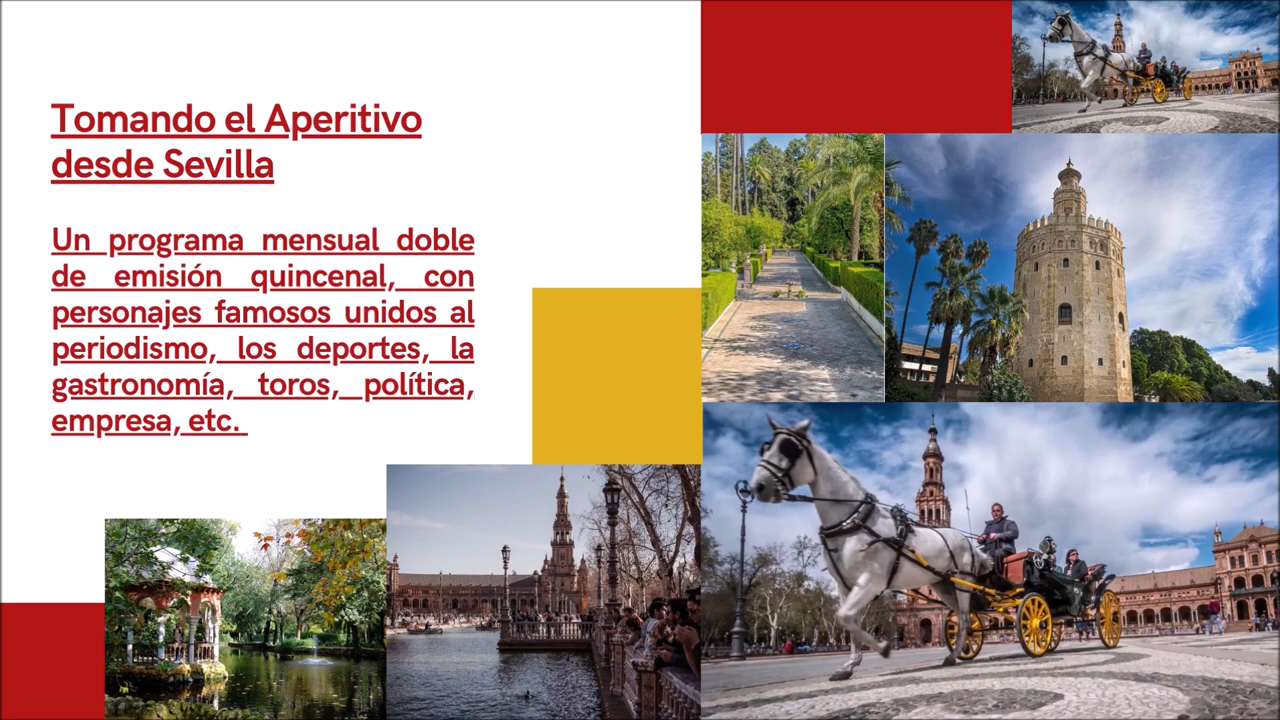 Tomando el Aperitivo
desde Sevilla
Un programa mensual doble
de emisión quincenal, con
personajes famosos unidos al
periodismo, los deportes, la
gastronomía, toros, política,
empresa, etc.